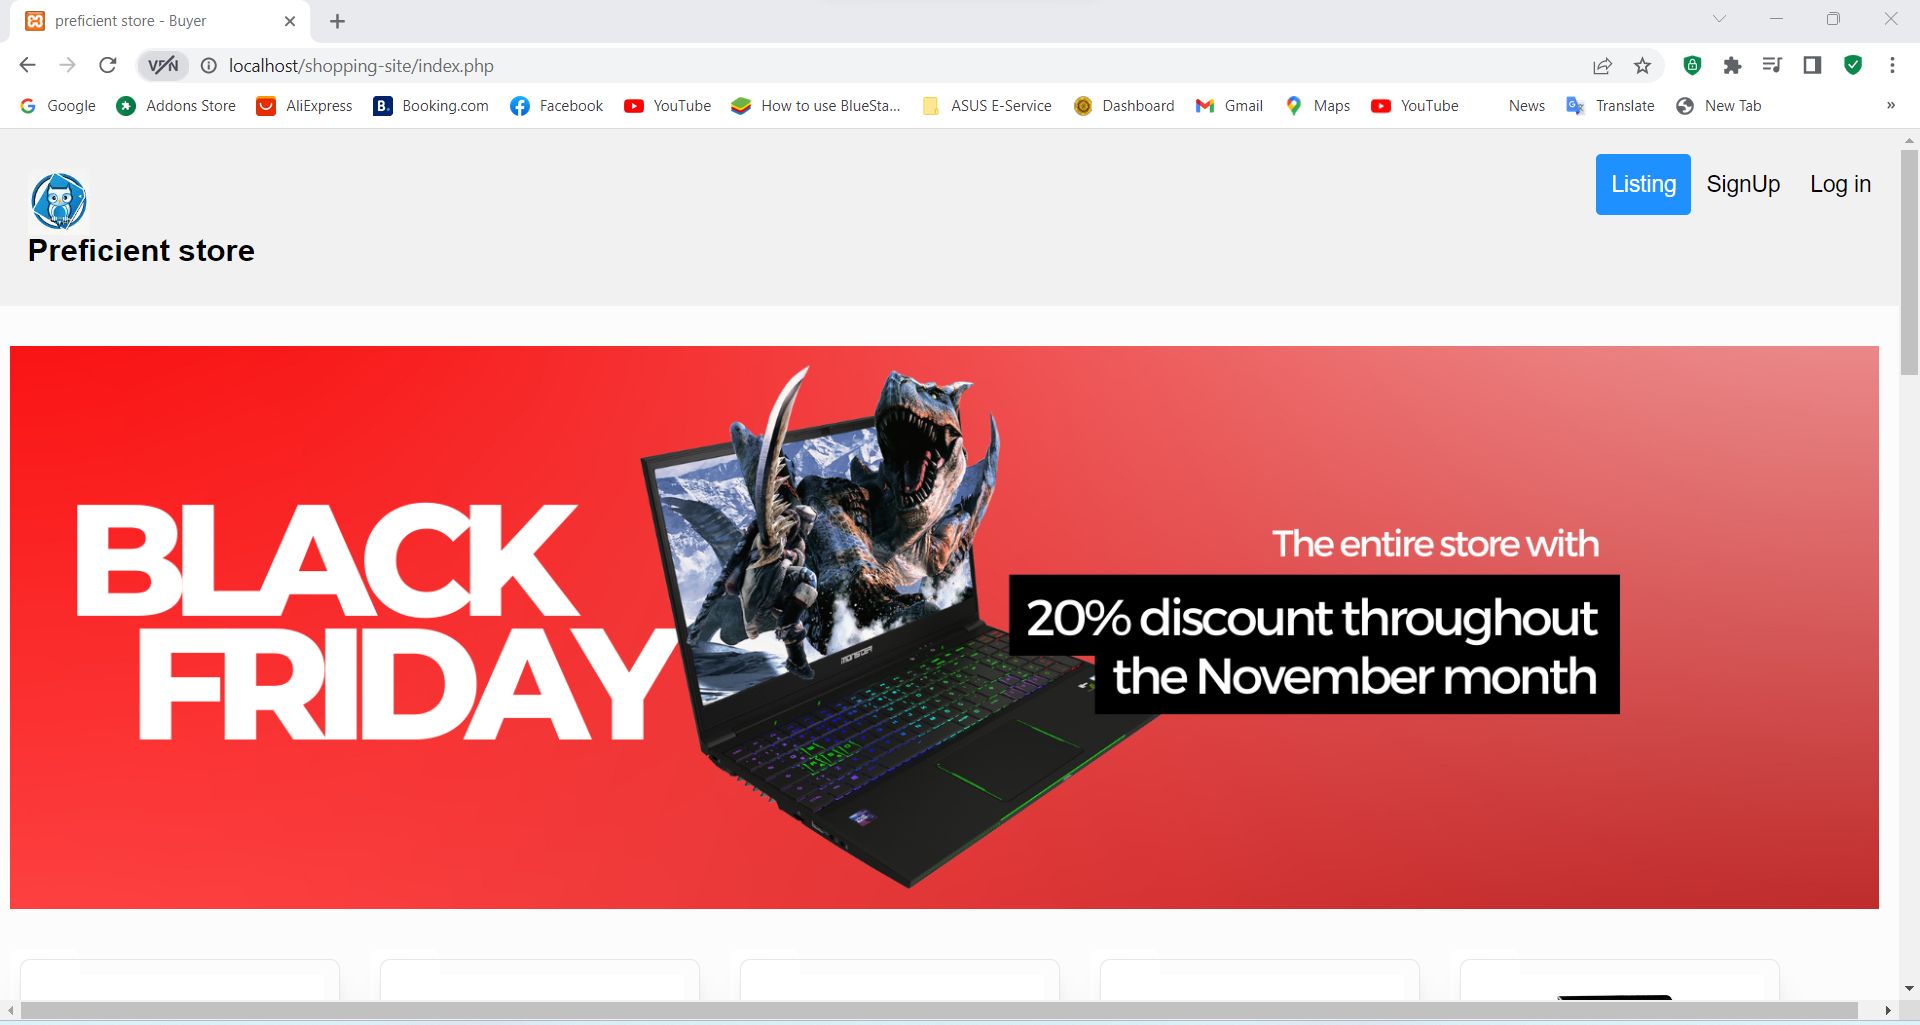 preficient store - Buyer
VPN
localhost/shopping-site/index.php
Google
Addons Store
AliExpress
B.
Booking.com
Facebook
YouTube
How to use BlueSta...
ASUS E-Service
Dashboard
Gmail
Maps
YouTube
News
Translate
New Tab
»
Listing
SignUp
Log in
Preficient store
BLACK
FRIDAY
MONSTER
The entire store with
20% discount throughout
the November month